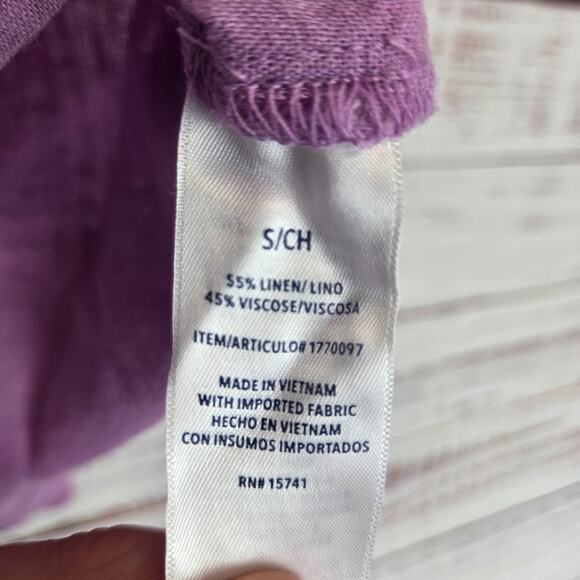 S/CH
55% LINEN/ LINO
45% VISCOSE/VISCOSA
ITEM/ARTICULO# 1770097
MADE IN VIETNAM
WITH IMPORTED FABRIC
HECHO EN VIETNAM
CON INSUMOS IMPORTADOS
RN# 15741